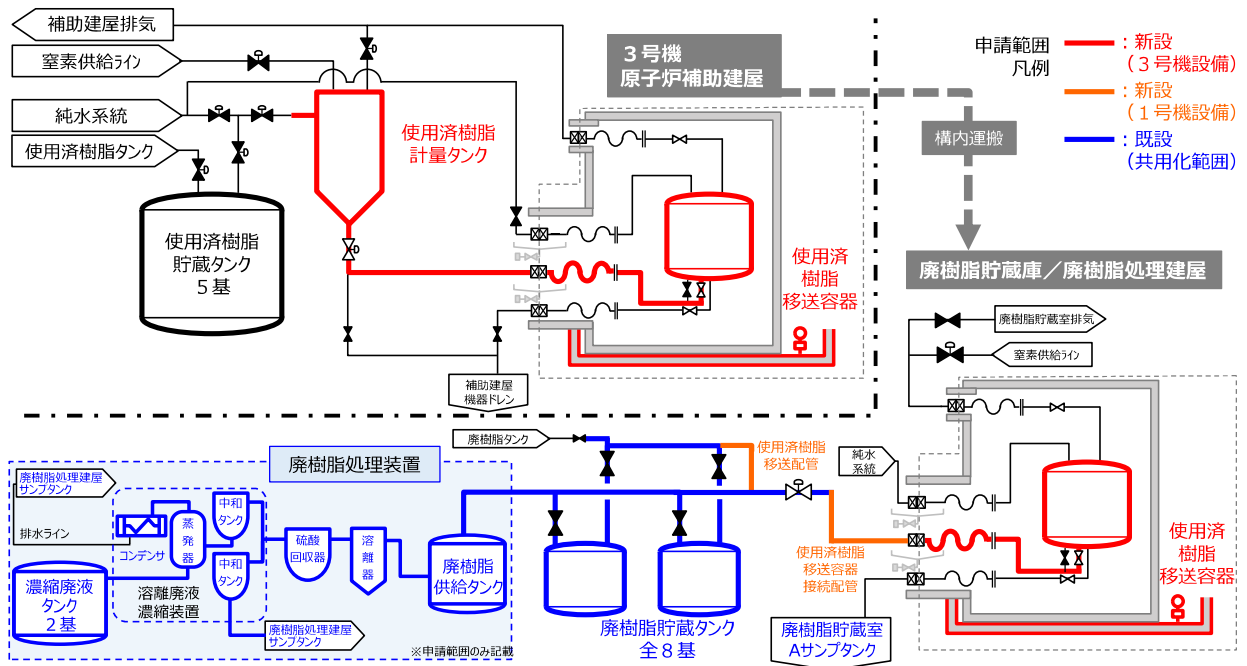 補助建屋排気
窒素供給ライン
純水系統
使用済樹脂タンク
使用済樹脂
貯蔵タンク
5基
使用済樹脂
計量タンク
3号機
原子炉補助建屋
使用済
樹脂
移送容器
補助建屋
機器ドレン
申請範囲
凡例
:新設
(3号機設備)
:新設
(1号機設備)
:既設
(共用化範囲)
構内運搬
廃樹脂貯蔵庫/廃樹脂処理建屋
廃樹脂貯蔵室排気
窒素供給ライン
純水
系統
使用済
樹脂
移送容器
廃樹脂貯蔵室
Aサンプタンク
廃樹脂タンク
使用済樹脂
移送配管
使用済樹脂
移送容器
接続配管
廃樹脂貯蔵タンク
全8基
廃樹脂処理装置
廃樹脂処理建屋
サンプタンク
排水ライン
コンデンサ
蒸
発
器
中和
タンク
中和
タンク
硫酸
回収器
溶
離
器
廃樹脂
供給タンク
濃縮廃液
タンク
2基
溶離廃液
濃縮装置
廃樹脂処理建屋
サンプタンク
※申請範囲のみ記載